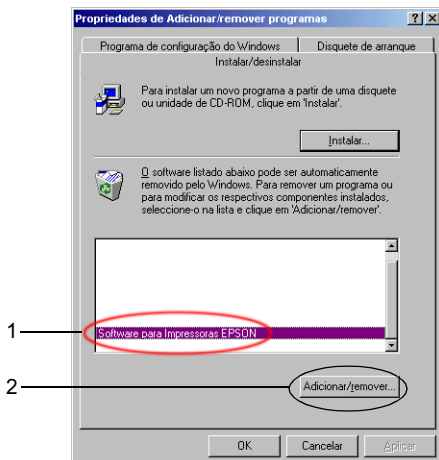 Propriedades de Adicionar/remover programas
Programa de configuração do Windows
Disquete de arranque
Instalar/desinstalar
Para instalar um novo programa a partir de uma disquete
ou unidade de CD-ROM, clique em 'Instalar'.
Instalar...
O software listado abaixo pode ser automaticamente
removido pelo Windows. Para remover um programa ou
para modificar os respectivos componentes instalados,
seleccione-o na lista e clique em 'Adicionar/remover'.
1
Software para Impressoras EPSON
2
Adicionar/remover...
OK
Cancelar
Aplicar